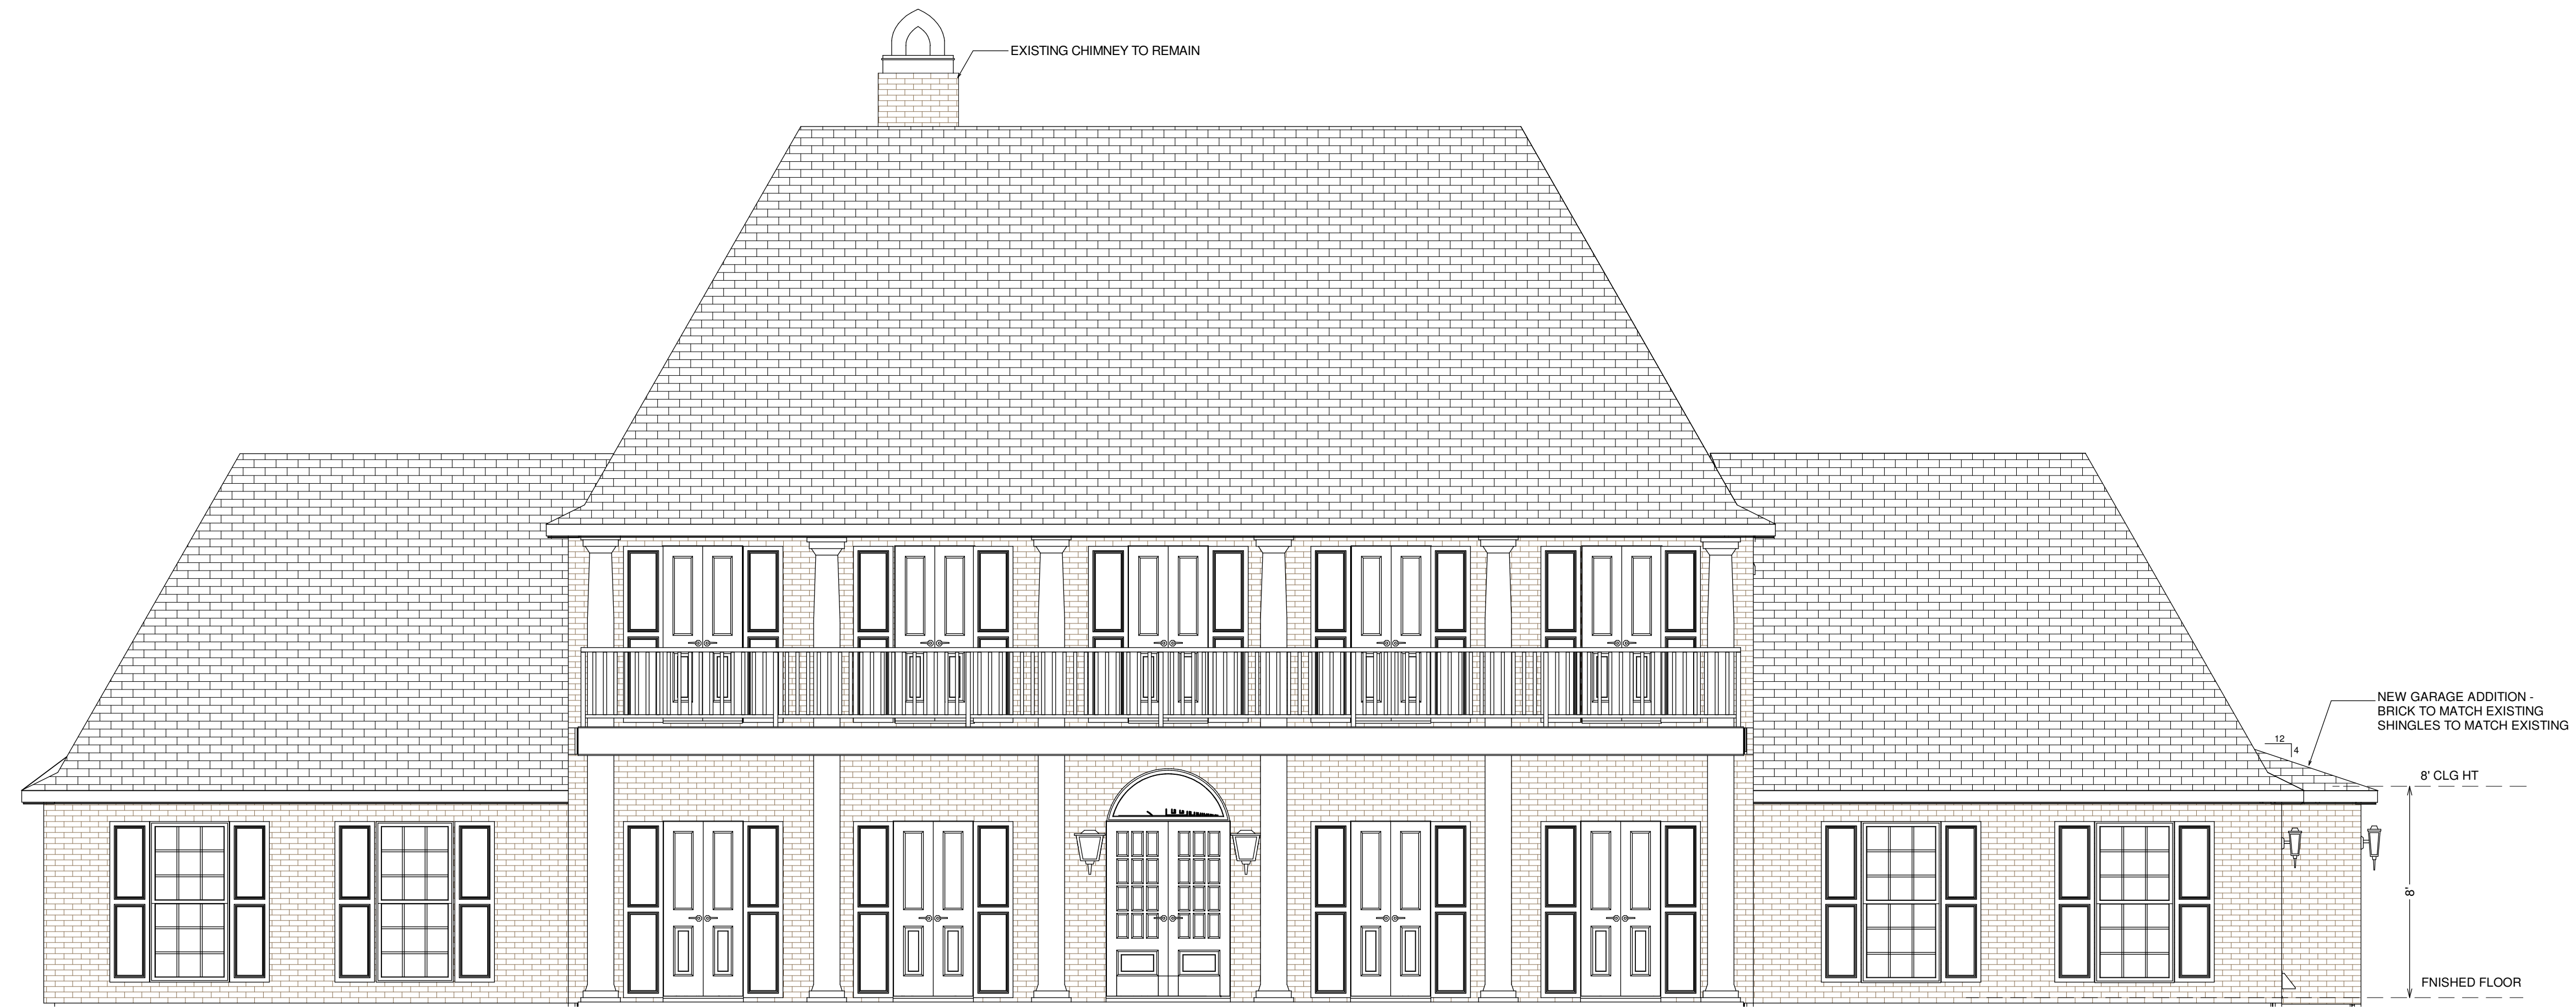 EXISTING CHIMNEY TO REMAIN
NEW GARAGE ADDITION -
BRICK TO MATCH EXISTING
SHINGLES TO MATCH EXISTING
12
4
8' CLG HT
8'
FNISHED FLOOR